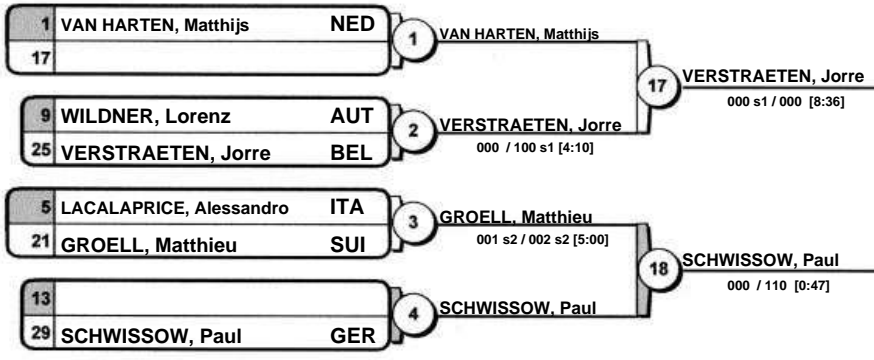 1 VAN HARTEN, Matthijs NED
17
1 VAN HARTEN, Matthijs
9 WILDNER, Lorenz AUT
25 VERSTRAETEN, Jorre BEL
2 VERSTRAETEN, Jorre
000 / 100 s1 [4:10]
17 VERSTRAETEN, Jorre
000 s1 / 000 [8:36]
5 LACALAPRICE, Alessandro ITA
21 GROELL, Matthieu SUI
3 GROELL, Matthieu
001 s2 / 002 s2 [5:00]
13
29 SCHWISSOW, Paul GER
4 SCHWISSOW, Paul
18 SCHWISSOW, Paul
000 / 110 [0:47]